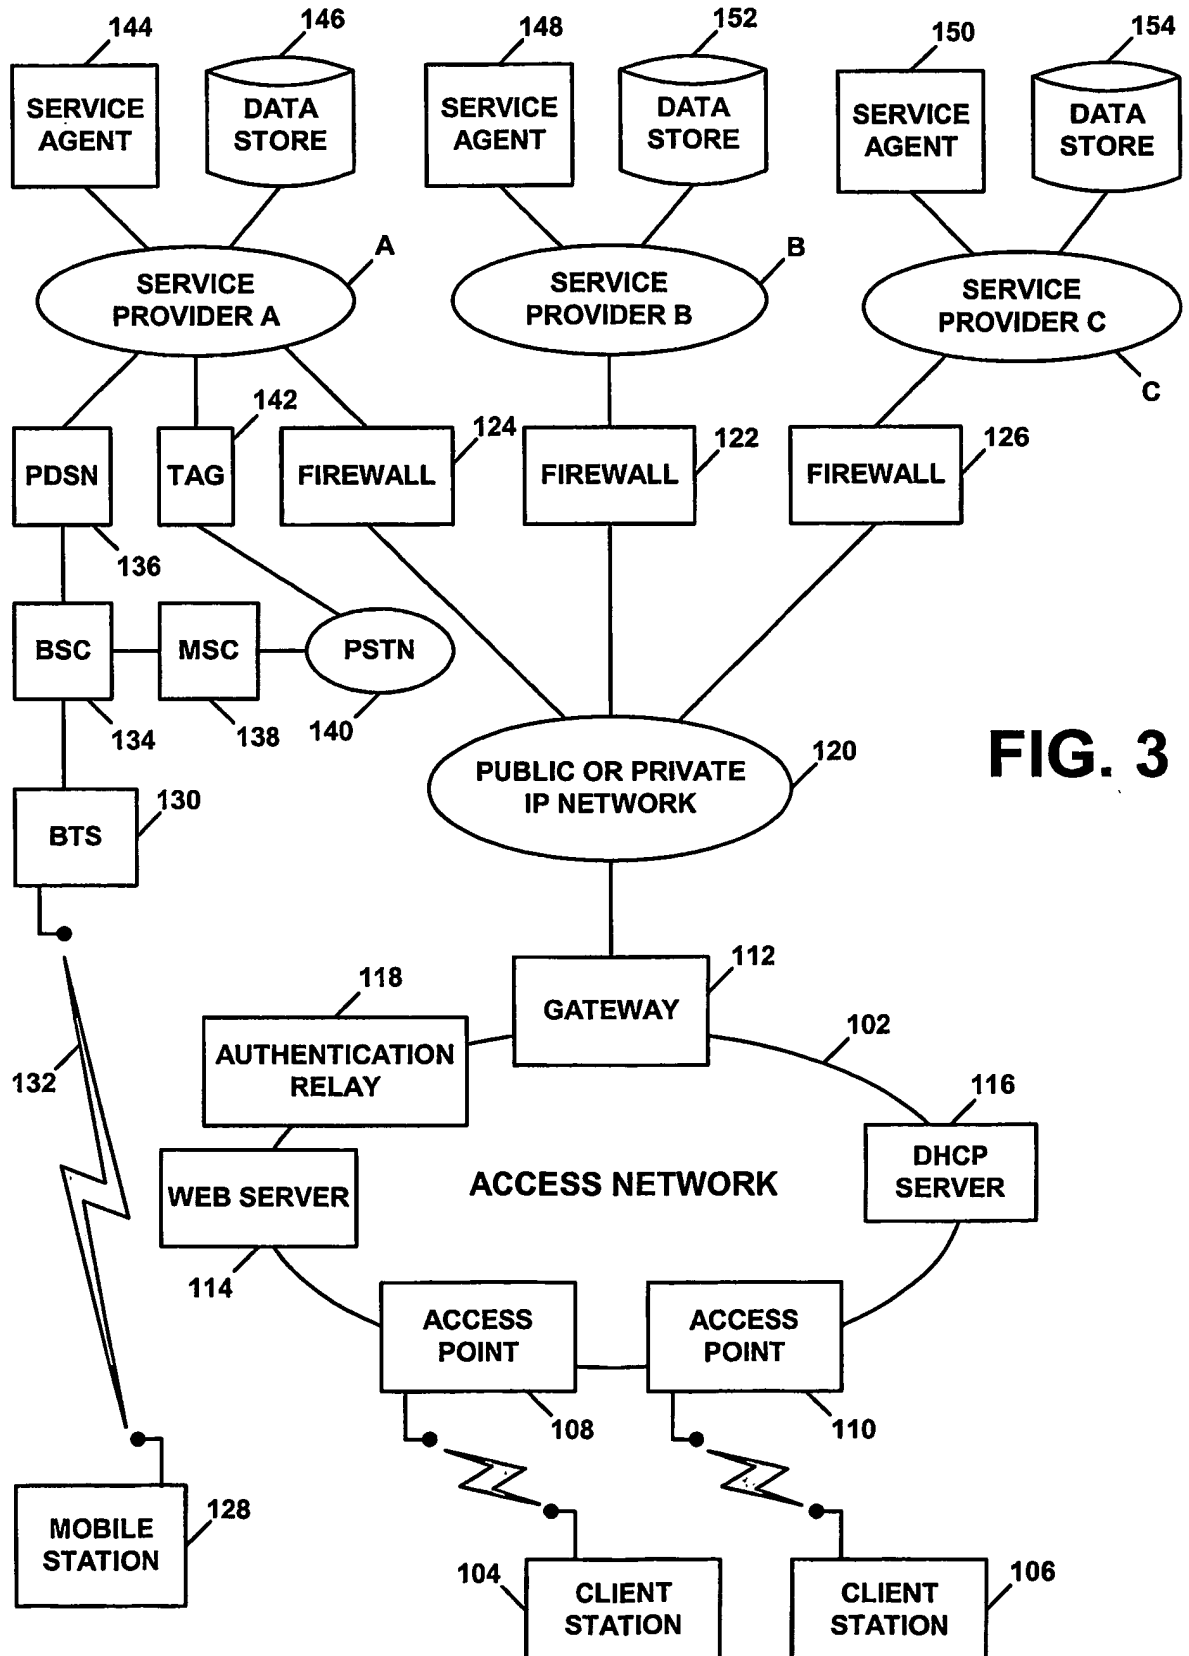 144
146
148
152
150
154
SERVICE
AGENT
DATA
STORE
SERVICE
AGENT
DATA
STORE
SERVICE
AGENT
DATA
STORE
A
B
SERVICE
PROVIDER A
SERVICE
PROVIDER B
SERVICE
PROVIDER C
C
142
124
122
126
PDSN
TAG
FIREWALL
FIREWALL
FIREWALL
136
BSC
MSC
PSTN
134
138
140
FIG. 3
120
PUBLIC OR PRIVATE
IP NETWORK
130
BTS
112
118
GATEWAY
102
132
AUTHENTICATION
RELAY
116
DHCP
SERVER
ACCESS NETWORK
WEB SERVER
114
ACCESS
POINT
ACCESS
POINT
108
110
128
MOBILE
STATION
104
106
CLIENT
STATION
CLIENT
STATION